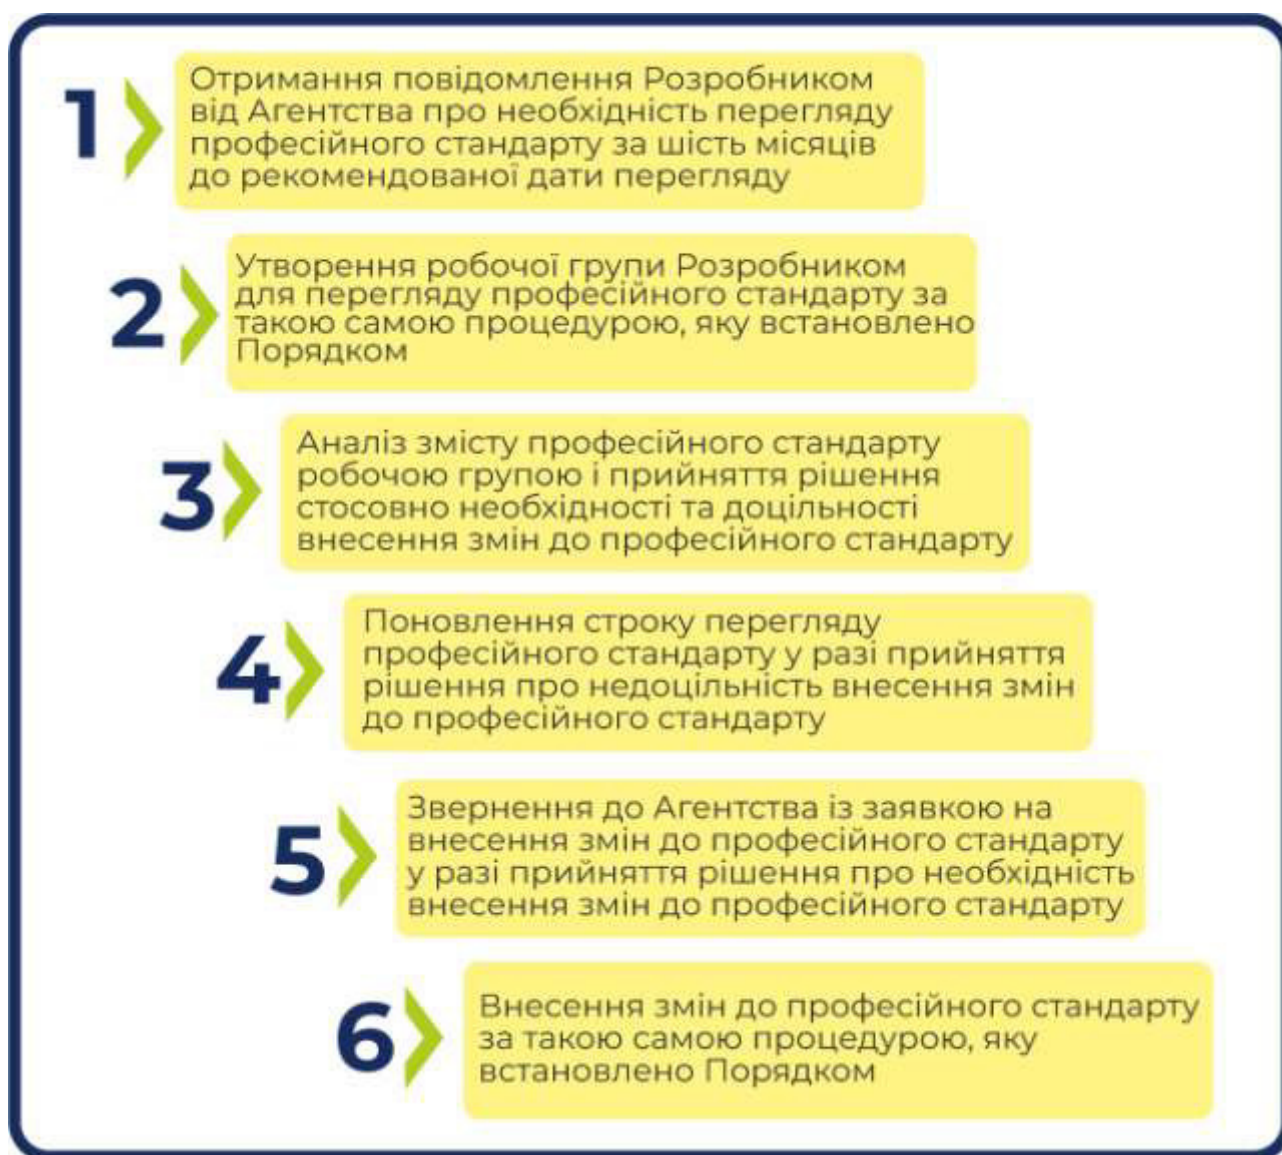 1
Отримання повідомлення Розробником
від Агентства про необхідність перегляду
професійного стандарту за шість місяців
до рекомендованої дати перегляду
2
Утворення робочої групи Розробником
для перегляду професійного стандарту за
такою самою процедурою, яку встановлено
Порядком
3
Аналіз змісту професійного стандарту
робочою групою і прийняття рішення
стосовно необхідності та доцільності
внесення змін до професійного стандарту
4
Поновлення строку перегляду
професійного стандарту у разі прийняття
рішення про недоцільність внесення змін
до професійного стандарту
5
Звернення до Агентства із заявкою на
внесення змін до професійного стандарту
у разі прийняття рішення про необхідність
внесення змін до професійного стандарту
6
Внесення змін до професійного стандарту
за такою самою процедурою, яку
встановлено Порядком